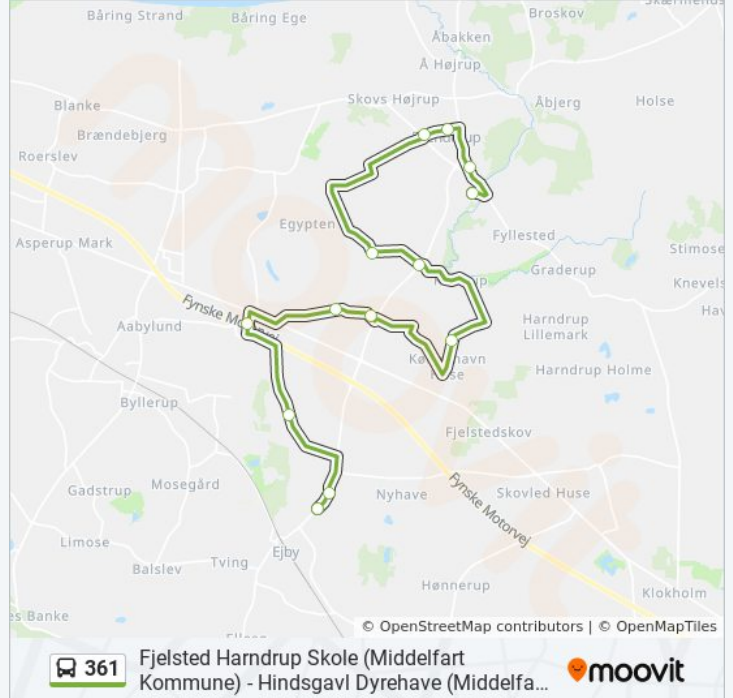 Båring Strand
Båring Ege
Broskov
Åbakken
Å Højrup
Blanke
Skovs Højrup
Åbjerg
Holse
Brændebjerg
Roerslev
Egypten
Fyllested
Asperup Mark
Stimose
Graderup
Knevels
Fynske Motorvej
Aabylund
Harndrup
Lillemark
Harndrup Holme
Byllerup
Fjelstedskov
Gadstrup
Mosegård
Nyhave
Fynske Motorvej
Skovled Huse
Limose
Balslev
Tving
Ejby
Hønnerup
Klokholm
es Banke
© OpenStreetMap contributors | © OpenMapTiles
361
Fjelsted Harndrup Skole (Middelfart
Kommune) - Hindsgavl Dyrehave (Middelfa...
moovit